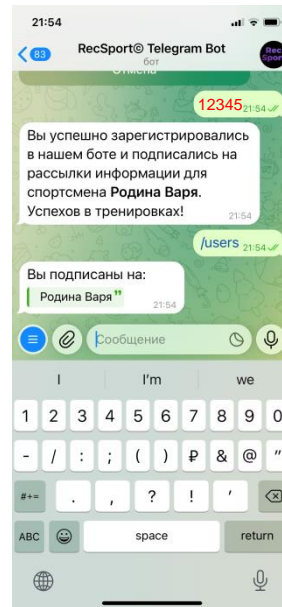 21:54
83
RecSport© Telegram Bot
бот
Rec
Sport
Отмена
12345 21:54
Вы успешно зарегистрировались
в нашем боте и подписались на
рассылки информации для
спортсмена Родина Варя.
Успехов в тренировках! 21:54
/users 21:54
Вы подписаны на:
Родина Варя
21:54
Сообщение
I I'm we
1 2 3 4 5 6 7 8 9 0
- / : ; ( ) ₽ & @ "
#+= . , ? ! '
ABC space return